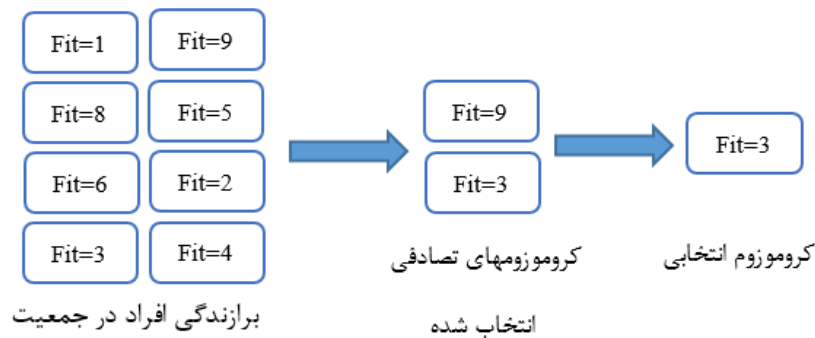 Fit=1
Fit=9
Fit=8
Fit=5
Fit=6
Fit=2
Fit=3
Fit=4
برازندگی افراد در جمعیت
Fit=9
Fit=3
کروموزومهای تصادفی
انتخاب شده
Fit=3
کروموزوم انتخابی